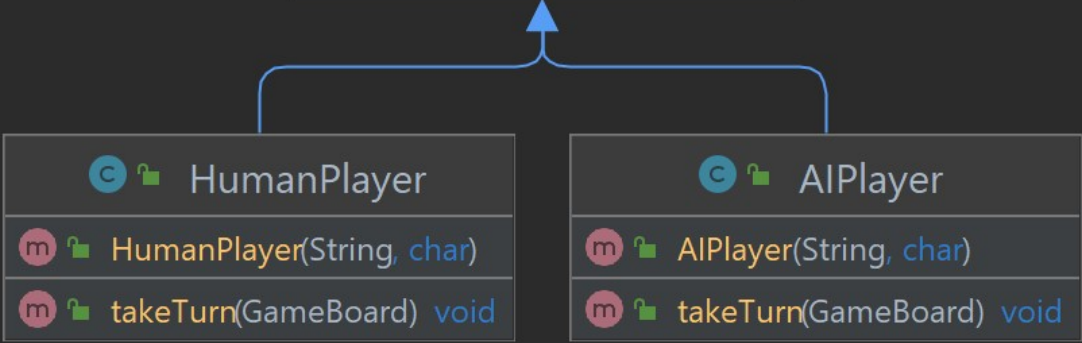 C HumanPlayer
m HumanPlayer(String, char)
m takeTurn(GameBoard) void
C AIPlayer
m AIPlayer(String, char)
m takeTurn(GameBoard) void